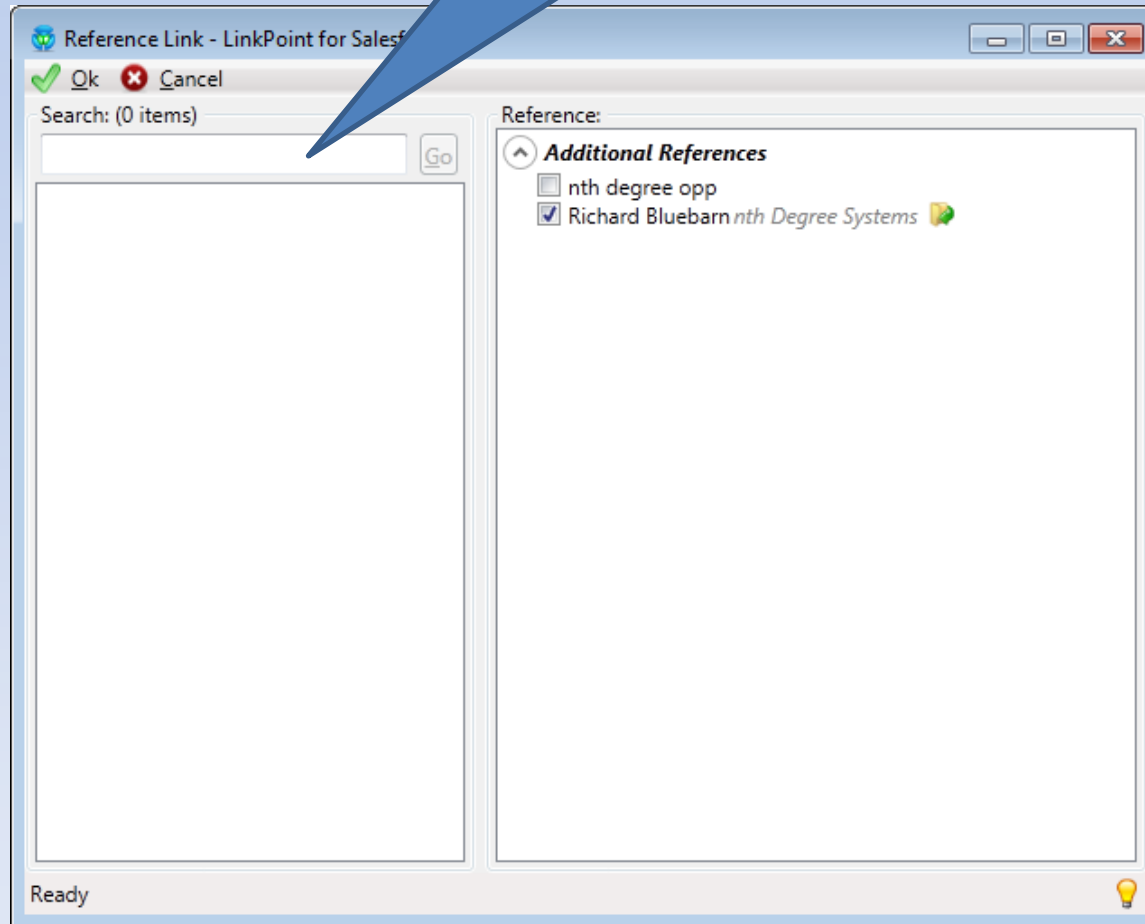 Reference Link - LinkPoint for Salesf
Ok Cancel
Search: (0 items)
Go
Reference:
Additional References
nth degree opp
Richard Bluebarn nth Degree Systems
Ready